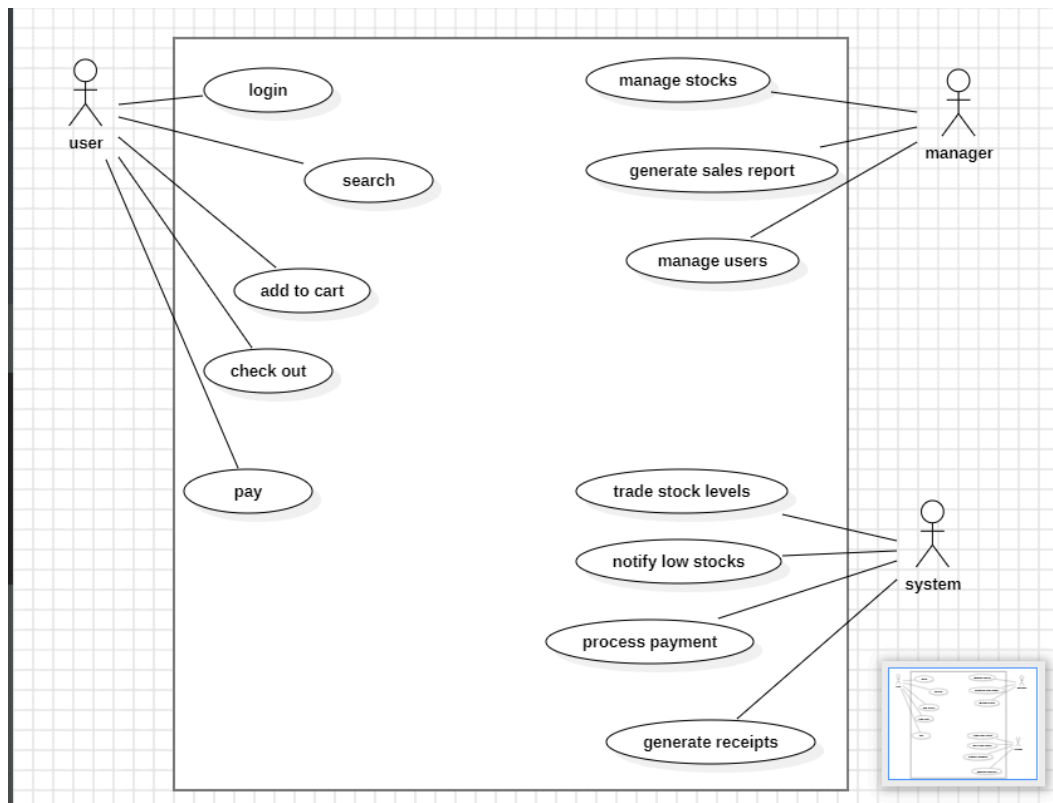 login
manage stocks
user
manager
search
generate sales report
manage users
add to cart
check out
pay
trade stock levels
notify low stocks
system
process payment
generate receipts